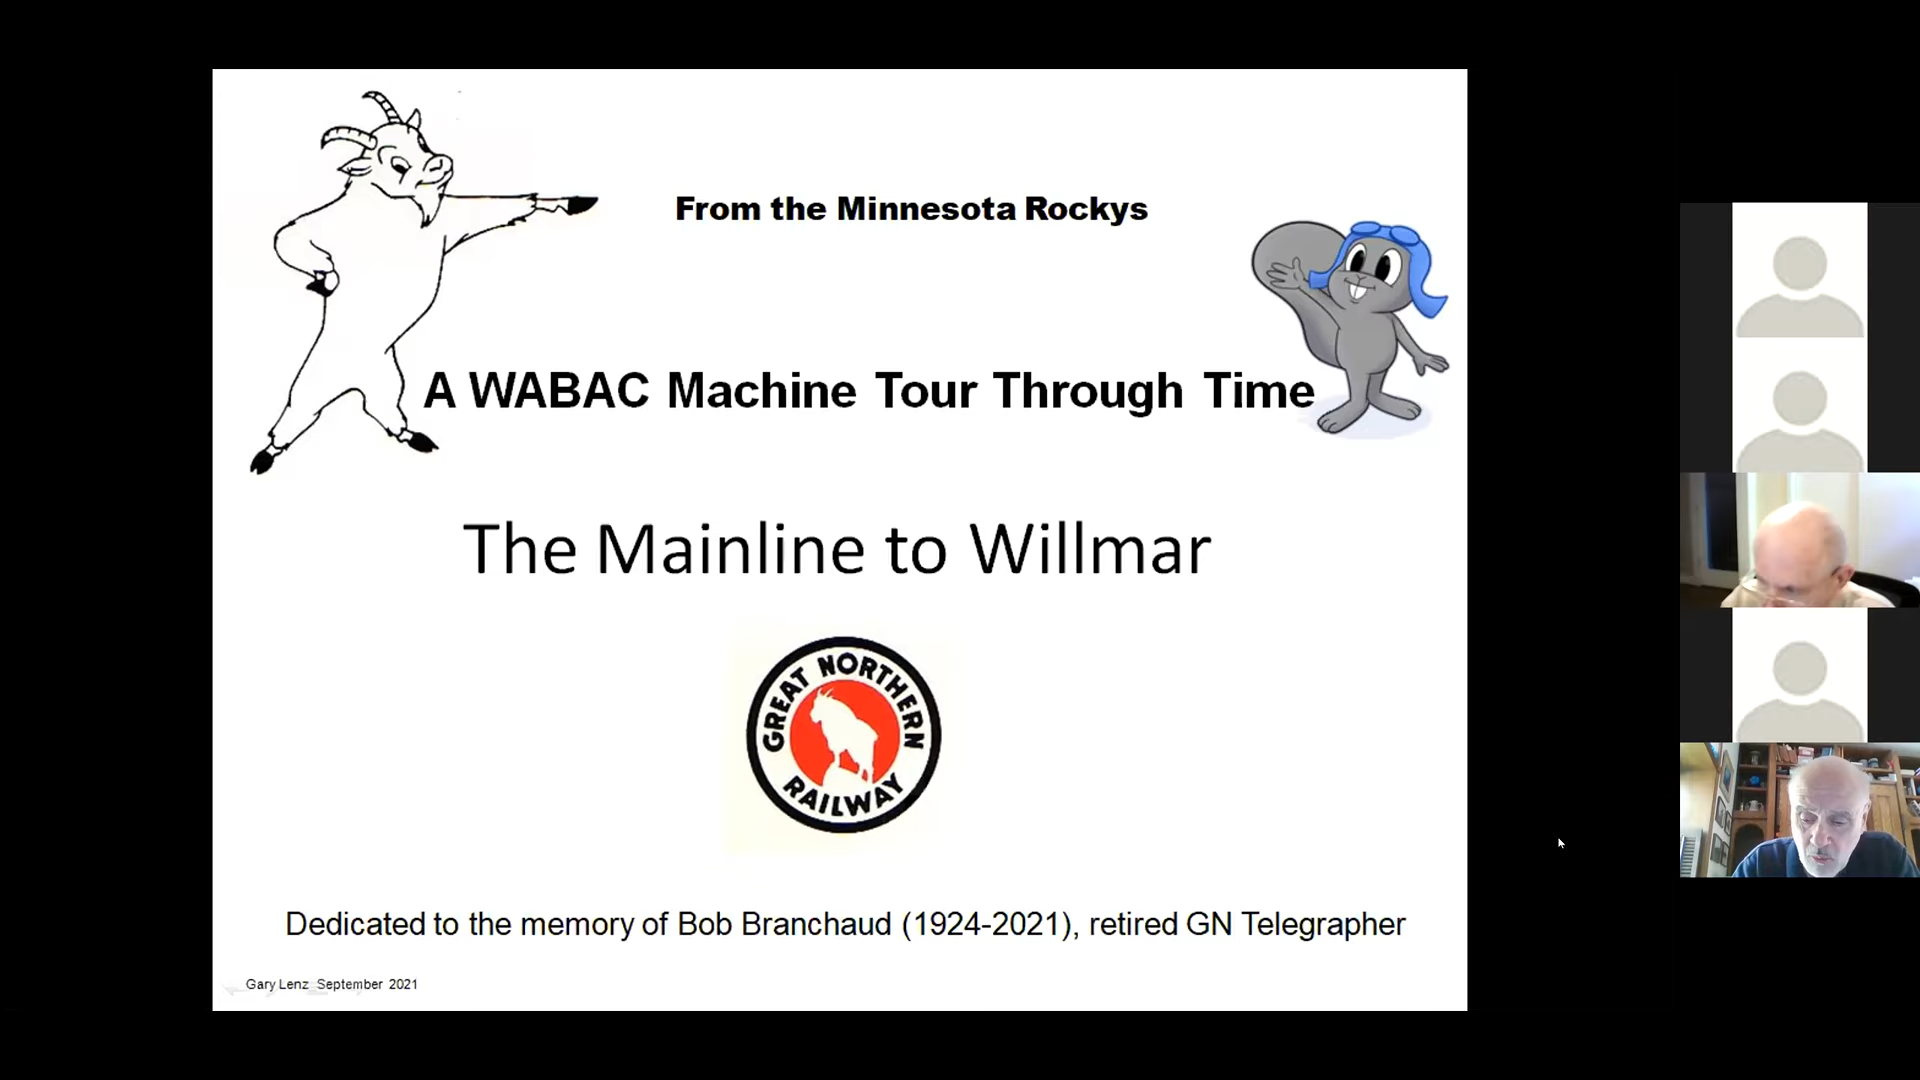 From the Minnesota Rockys
A WABAC Machine Tour Through Time
The Mainline to Willmar
GREAT NORTHERN
RAILWAY
Dedicated to the memory of Bob Branchaud (1924-2021), retired GN Telegrapher
Gary Lenz September 2021